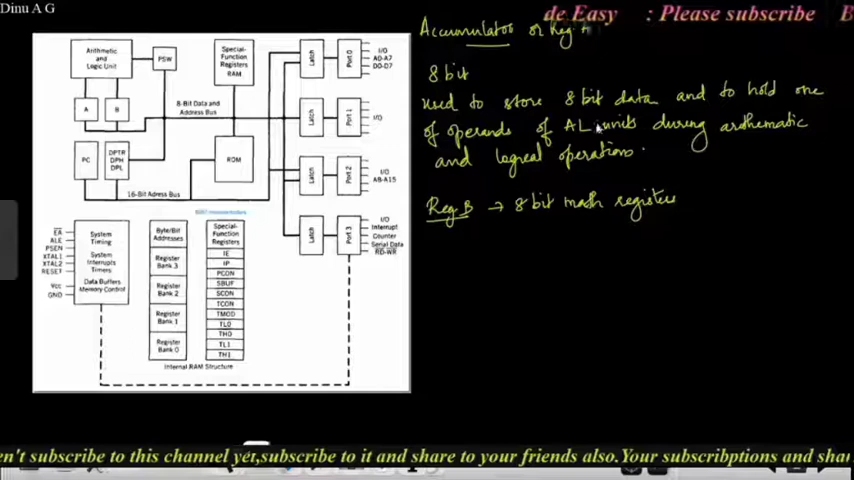 Dinu A G
de Easy : Please subscribe B
Accumulator or Reg A
8 bit
used to store 8 bit data and to hold one
of operands of AL units during arthematic
and logical operations.
Reg B → 8 bit math registers
Arithmetic
and
Logic Unit
PSW
Special-
Function
Registers
RAM
Latch
Port 0
I/O
A0-A7
D0-D7
A
B
8-Bit Data and
Address Bus
Latch
Port 1
I/O
PC
DPTR
DPH
DPL
ROM
Latch
Port 2
I/O
A8-A15
16-Bit Adress Bus
Latch
Port 3
I/O
Interrupt
Counter
Serial Data
RD-WR
EA
ALE
PSEN
XTAL1
XTAL2
RESET
Vcc
GND
System
Timing
System
Interrupts
Timers
Data Buffers
Memory Control
Byte/Bit
Addresses
Register
Bank 3
Register
Bank 2
Register
Bank 1
Register
Bank 0
Special-
Function
Registers
IE
IP
PCON
SBUF
SCON
TCON
TMOD
TL0
TH0
TL1
TH1
Internal RAM Structure
en't subscribe to this channel yet,subscribe to it and share to your friends also.Your subscribptions and shar